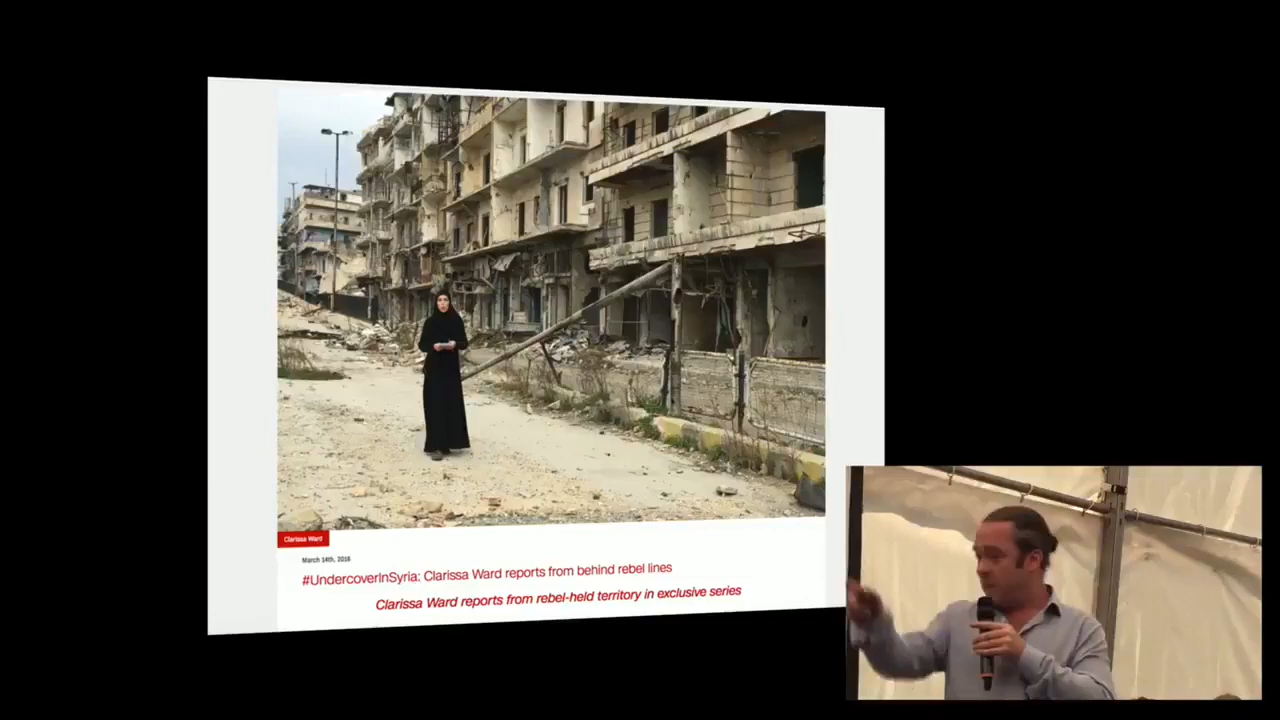 Clarissa Ward
March 14th, 2016
#UndercoverInSyria: Clarissa Ward reports from behind rebel lines
Clarissa Ward reports from rebel-held territory in exclusive series